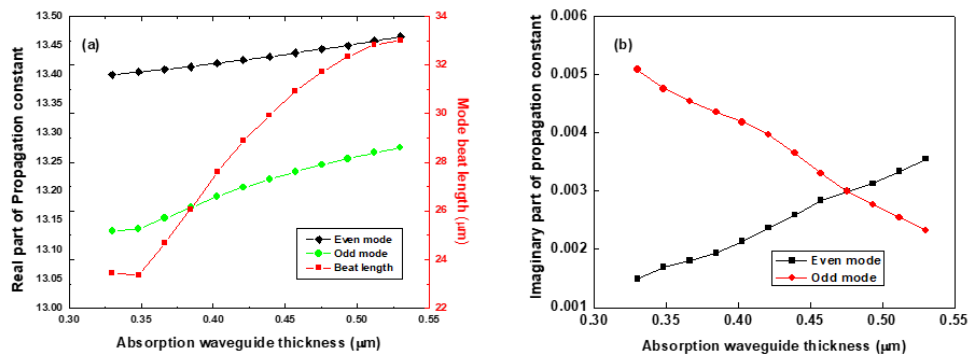 (a)
Real part of Propagation constant
13.50
13.45
13.40
13.35
13.30
13.25
13.20
13.15
13.10
13.05
13.00
34
32
30
28
26
24
22
Mode beat length (μm)
Even mode
Odd mode
Beat length
0.30 0.35 0.40 0.45 0.50 0.55
Absorption waveguide thickness (μm)
(b)
Imaginary part of propagation constant
0.006
0.005
0.004
0.003
0.002
0.001
Even mode
Odd mode
0.30 0.35 0.40 0.45 0.50 0.55
Absorption waveguide thickness (μm)